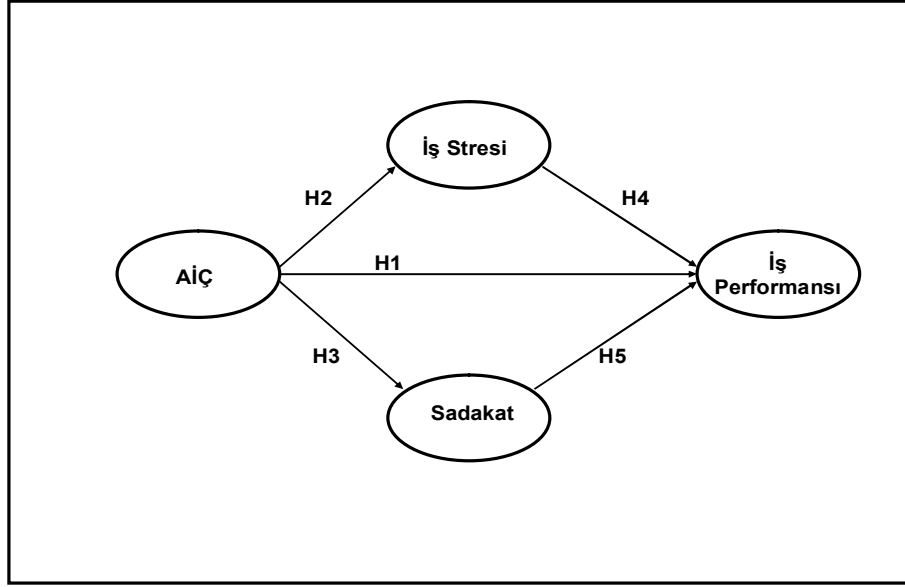 İş Stresi
H2
H4
AİÇ
H1
İş
Performansı
H3
H5
Sadakat